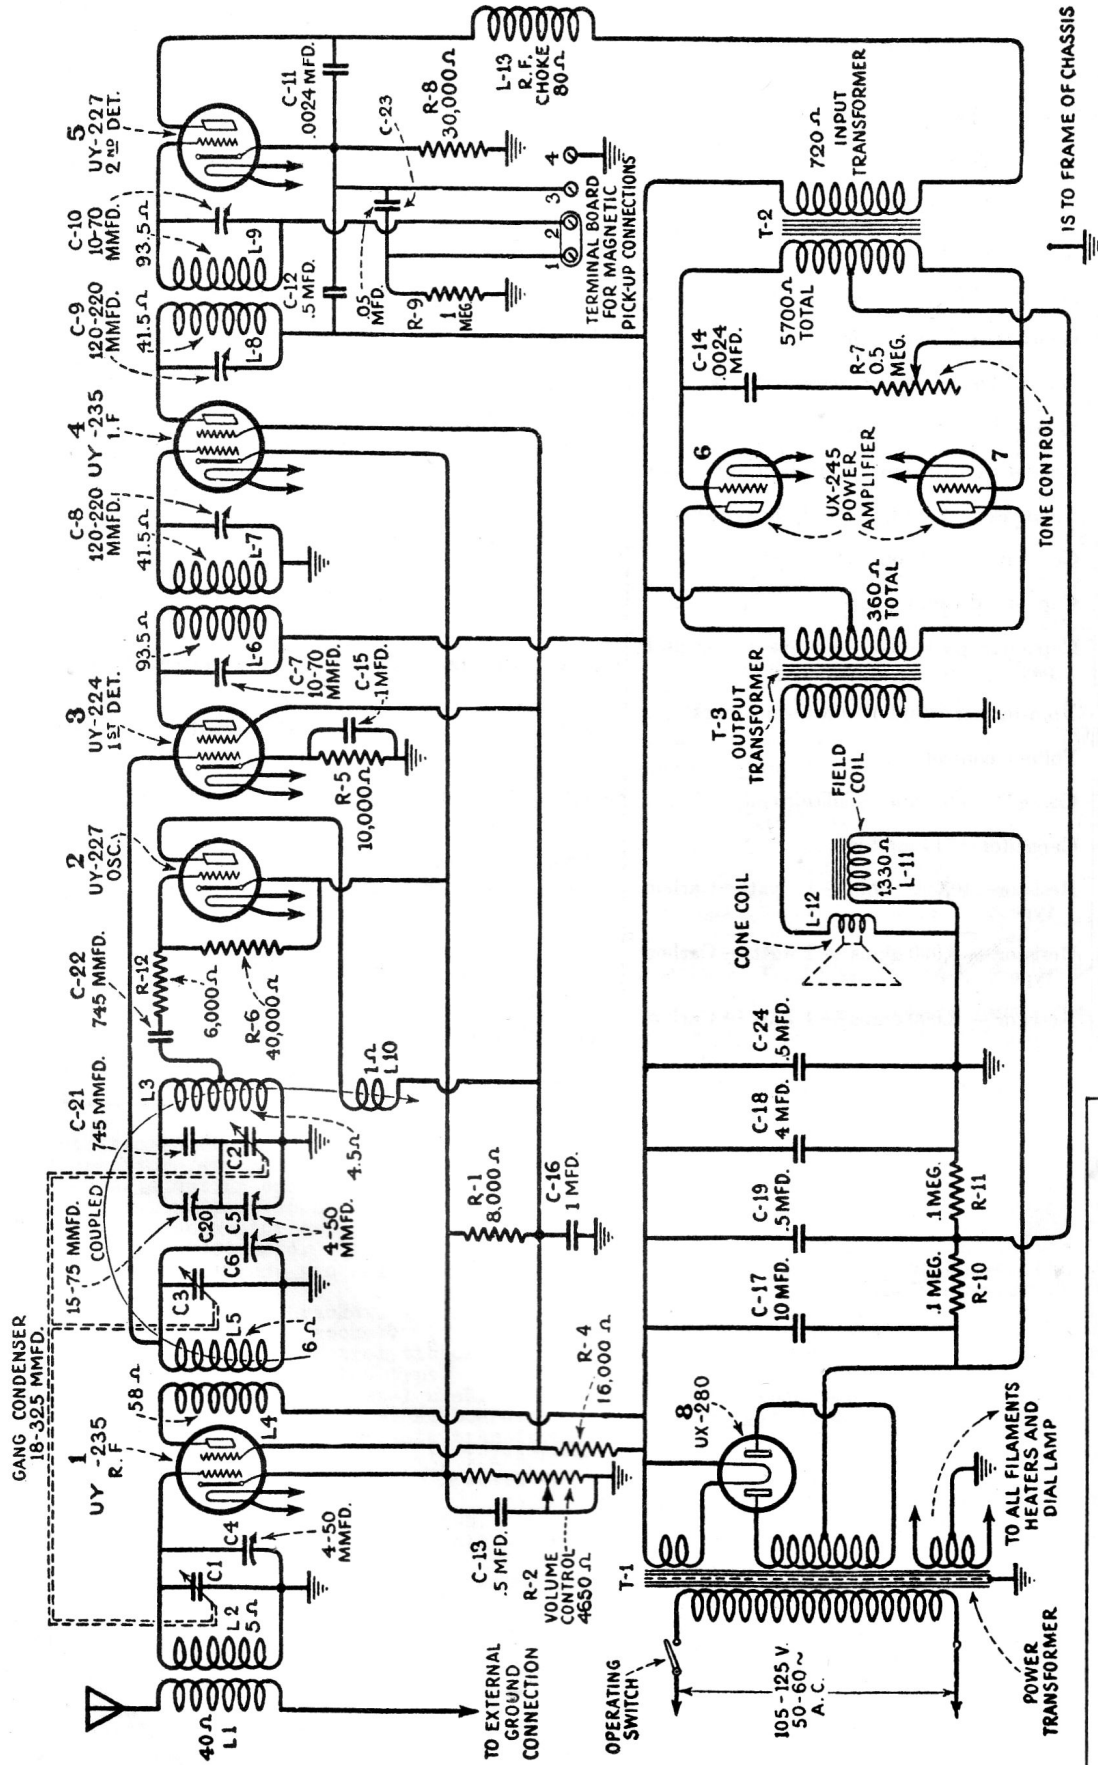 GANG CONDENSER
18-325 MMFD.
1
UY -235
R.F
40Ω
L1
L2
5Ω
C1
C4
4-50
MMFD.
.58Ω
L4
L5
6Ω
C3
C6
15-75 MMFD.
COUPLED
C20
C5
4-50
MMFD.
C-21
745 MMFD.
C2
L3
4.5Ω
C-22
745 MMFD.
R-12
6,000Ω
R-6
40,000Ω
1Ω
L10
2
UY-227
OSC.
3
UY-224
1ST DET.
R-5
10,000Ω
C-15
.1MFD.
C-7
10-70
MMFD.
93.5Ω
L-6
C-8
120-220
MMFD.
41.5Ω
L-7
4
UY -235
I.F
C-9
120-220
MMFD.
41.5Ω
L-8
C-10
10-70
MMFD.
93.5Ω
L-9
C-12
.5 MFD.
5
UY-227
2ND DET.
C-11
.0024 MFD.
.05
MFD.
C-23
R-9
1
MEG.
R-8
30,000Ω
L-13
R.F.
CHOKE
80Ω
1
2
3
4
TERMINAL BOARD
FOR MAGNETIC
PICK-UP CONNECTIONS
TO EXTERNAL
GROUND
CONNECTION
C-13
.5 MFD.
R-2
VOLUME
CONTROL
4650Ω
R-4
16,000 Ω
R-1
8,000Ω
C-16
1 MFD.
OPERATING
SWITCH
105-125 V.
50-60 ~
A.C.
T-1
POWER
TRANSFORMER
8
UX-280
TO ALL FILAMENTS
HEATERS AND
DIAL LAMP
C-17
10 MFD.
C-19
.5 MFD.
C-18
4 MFD.
C-24
.5 MFD.
.1 MEG.
R-10
.1 MEG.
R-11
CONE COIL
L-12
FIELD
COIL
1,330Ω
L-11
T-3
OUTPUT
TRANSFORMER
360Ω
TOTAL
6
UX-245
POWER
AMPLIFIER
7
C-14
.0024
MFD.
R-7
0.5
MEG.
TONE CONTROL
5700Ω
TOTAL
T-2
720Ω
INPUT
TRANSFORMER
IS TO FRAME OF CHASSIS